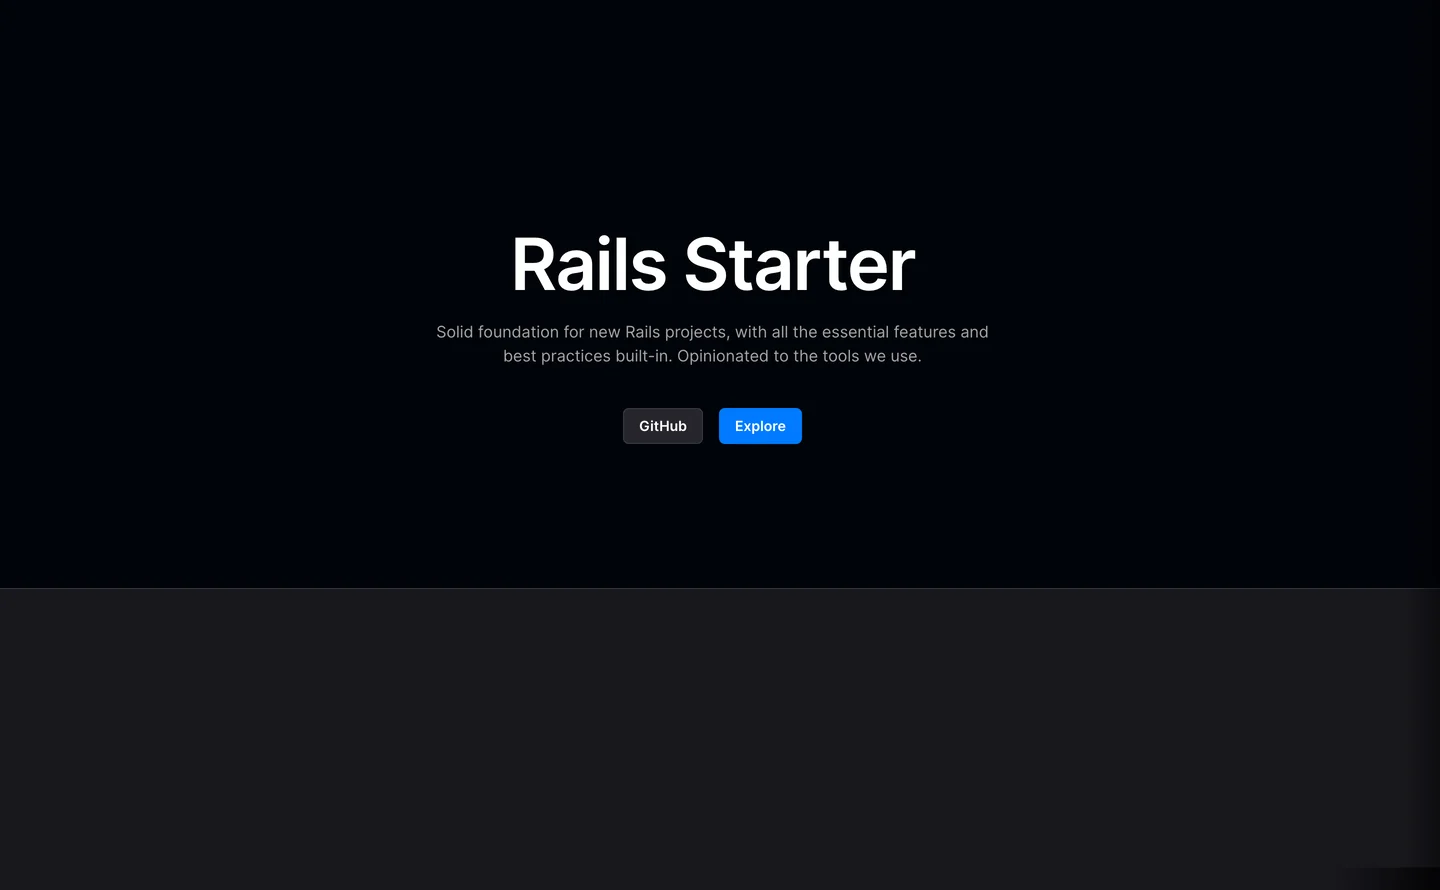 Rails Starter
Solid foundation for new Rails projects, with all the essential features and
best practices built-in. Opinionated to the tools we use.
GitHub
Explore